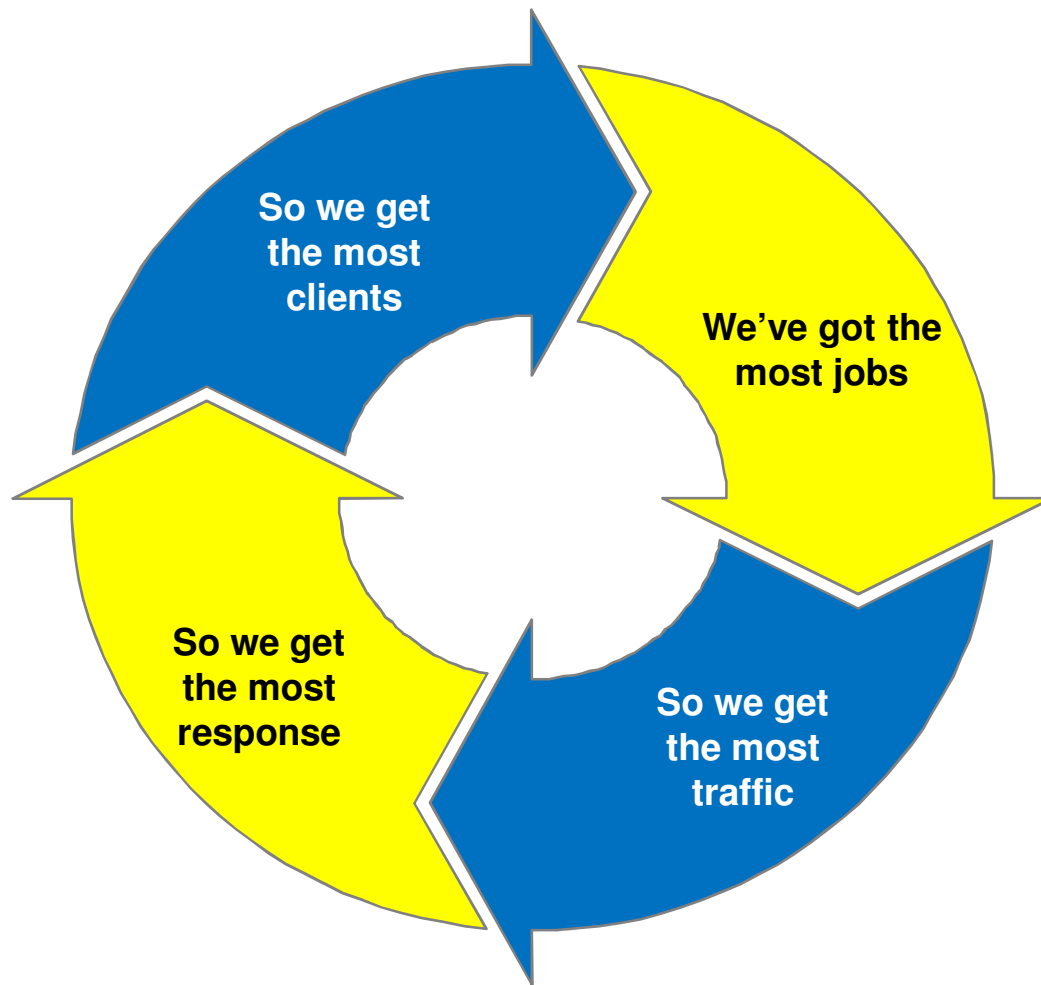 So we get
the most
clients
We’ve got the
most jobs
So we get
the most
traffic
So we get
the most
response